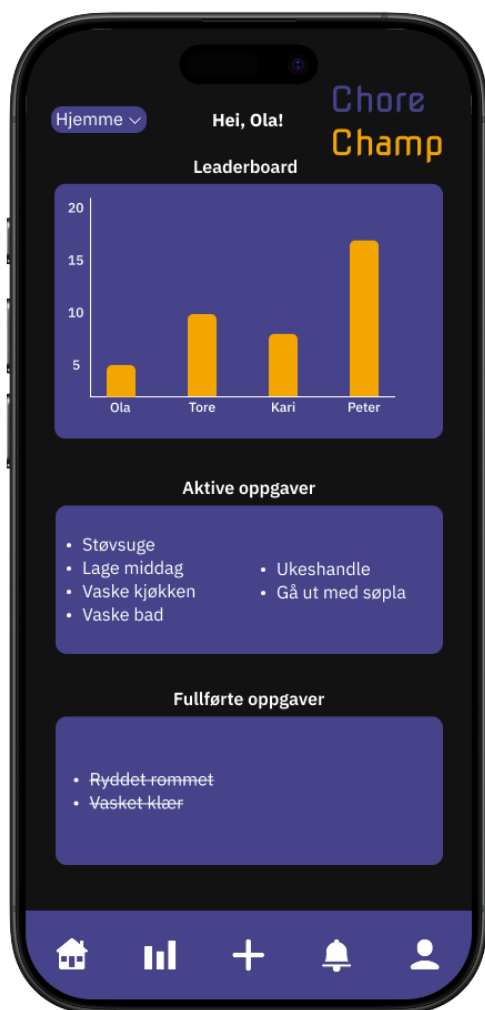 Hjemme
Hei, Ola!
Chore
Champ
Leaderboard
20
15
10
5
Ola Tore Kari Peter
Aktive oppgaver
• Støvsuge
• Lage middag
• Vaske kjøkken
• Vaske bad
• Ukeshandle
• Gå ut med søpla
Fullførte oppgaver
• Ryddet rommet
• Vasket klær